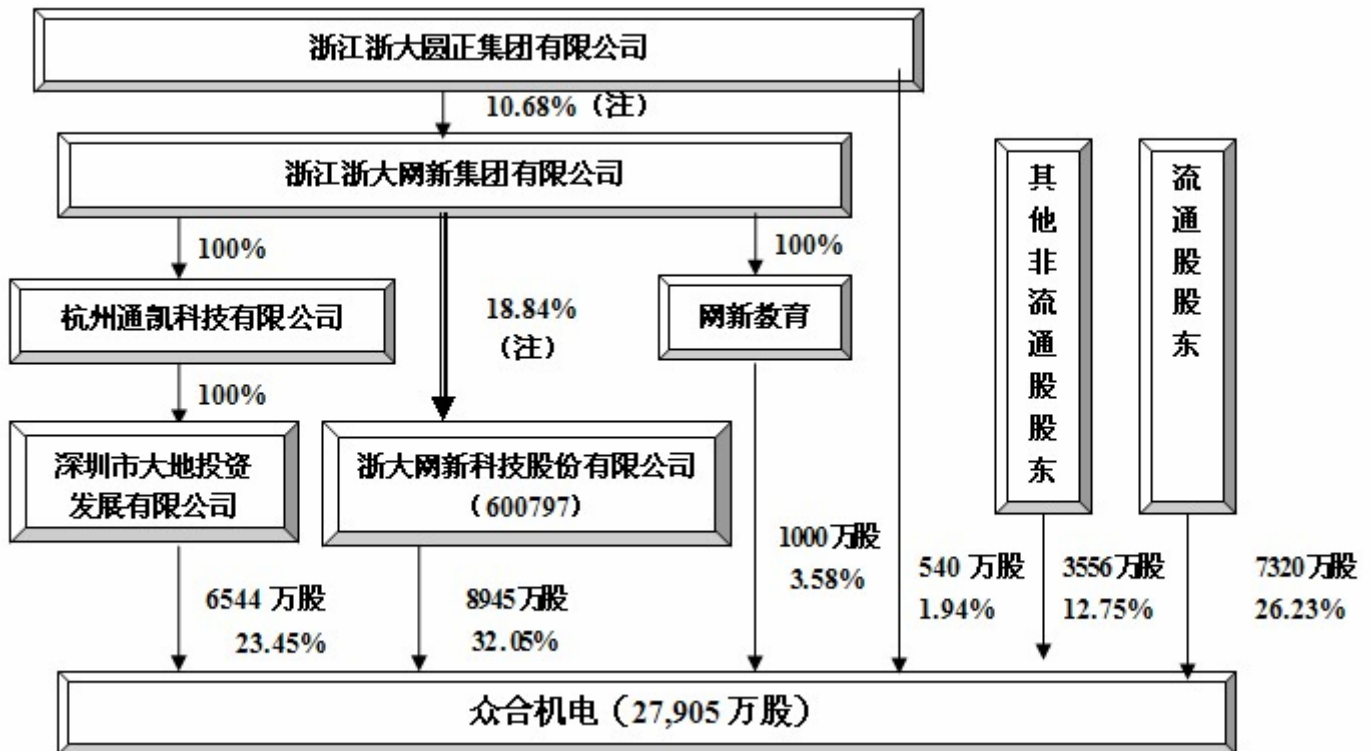 浙江浙大圆正集团有限公司
10.68%（注）
浙江浙大网新集团有限公司
其他非流通股股东
流通股股东
100%
18.84%
（注）
100%
杭州通凯科技有限公司
网新教育
100%
深圳市大地投资
发展有限公司
浙大网新科技股份有限公司
（600797）
6544 万股
23.45%
8945万股
32.05%
1000万股
3.58%
540 万股
1.94%
3556万股
12.75%
7320万股
26.23%
众合机电（27,905 万股）